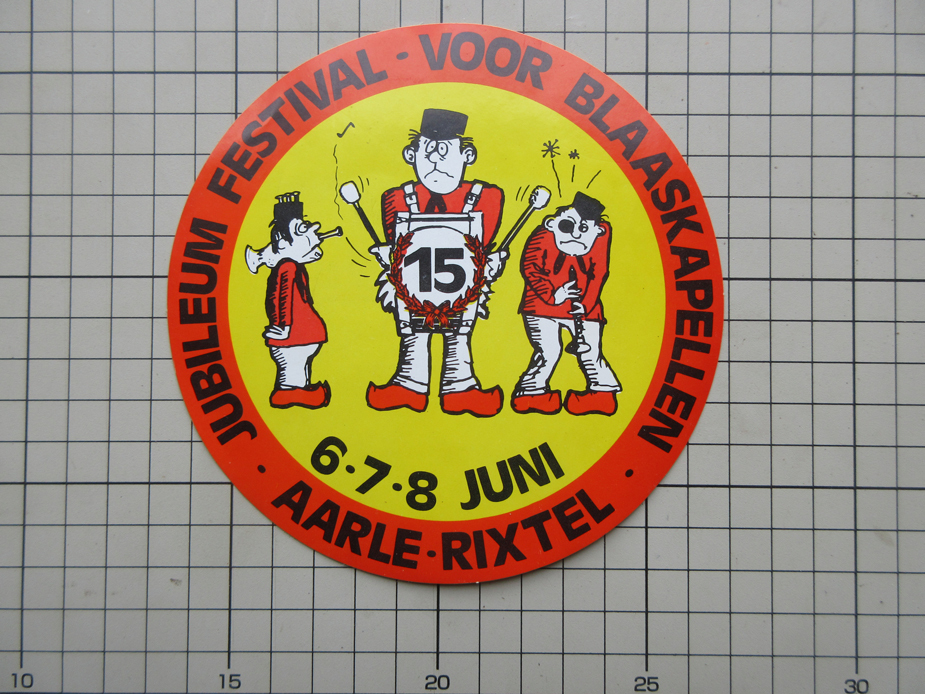 JUBILEUM FESTIVAL · VOOR BLAASKAPELLEN ·
15
6·7·8 JUNI
AARLE·RIXTEL ·
10 15 20 25 30